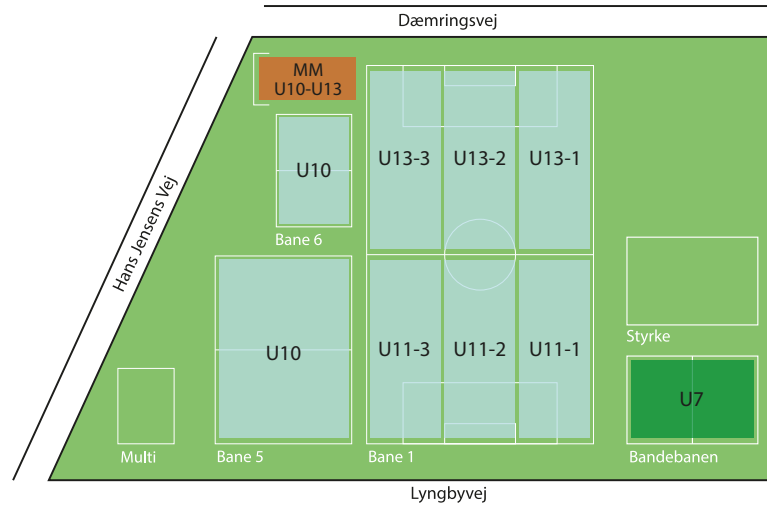 Dæmringsvej
MM
U10-U13
U13-3
U13-2
U13-1
U10
Hans Jensens Vej
Bane 6
Styrke
U10
U11-3
U11-2
U11-1
U7
Multi
Bane 5
Bane 1
Bandebanen
Lyngbyvej